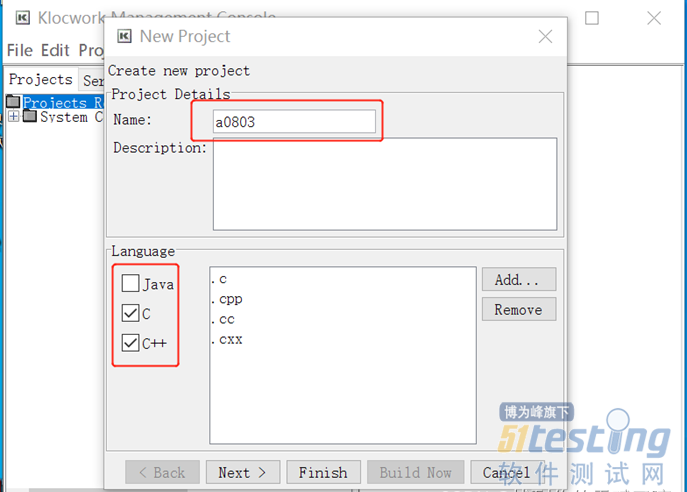 Klocwork Management Console
File Edit Pro
Projects Ser
Projects R
System C
New Project
Create new project
Project Details
Name: a0803
Description:
Language
Java
C
C++
.c
.cpp
.cc
.cxx
Add...
Remove
< Back Next > Finish Build Now Cancel
博为峰旗下
51testing
软件测试网